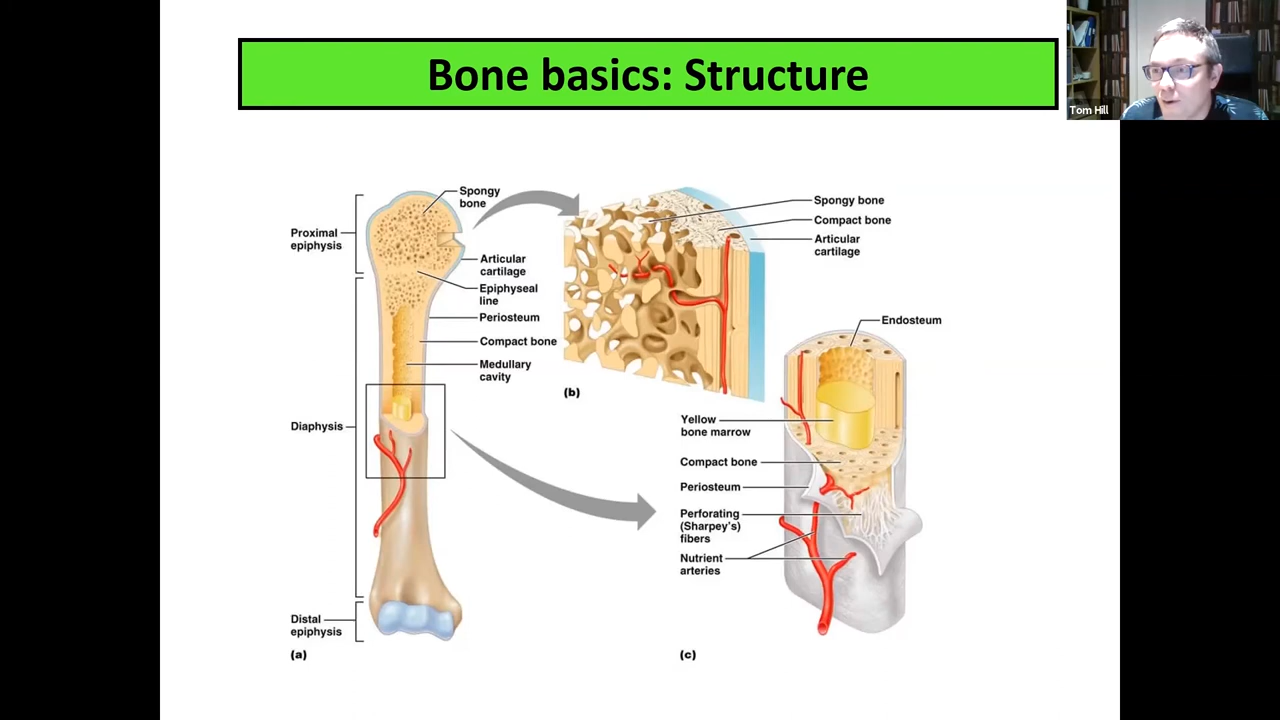 Bone basics: Structure
Tom Hill
Spongy
bone
Proximal
epiphysis
Articular
cartilage
Epiphyseal
line
Periosteum
Compact bone
Medullary
cavity
Diaphysis
Distal
epiphysis
(a)
Spongy bone
Compact bone
Articular
cartilage
(b)
Endosteum
Yellow
bone marrow
Compact bone
Periosteum
Perforating
(Sharpey's)
fibers
Nutrient
arteries
(c)